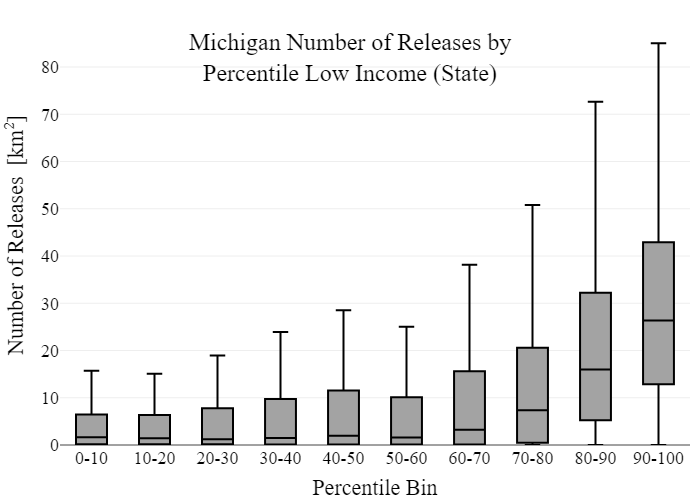 Michigan Number of Releases by
Percentile Low Income (State)
Number of Releases [km²]
80
70
60
50
40
30
20
10
0
0-10 10-20 20-30 30-40 40-50 50-60 60-70 70-80 80-90 90-100
Percentile Bin